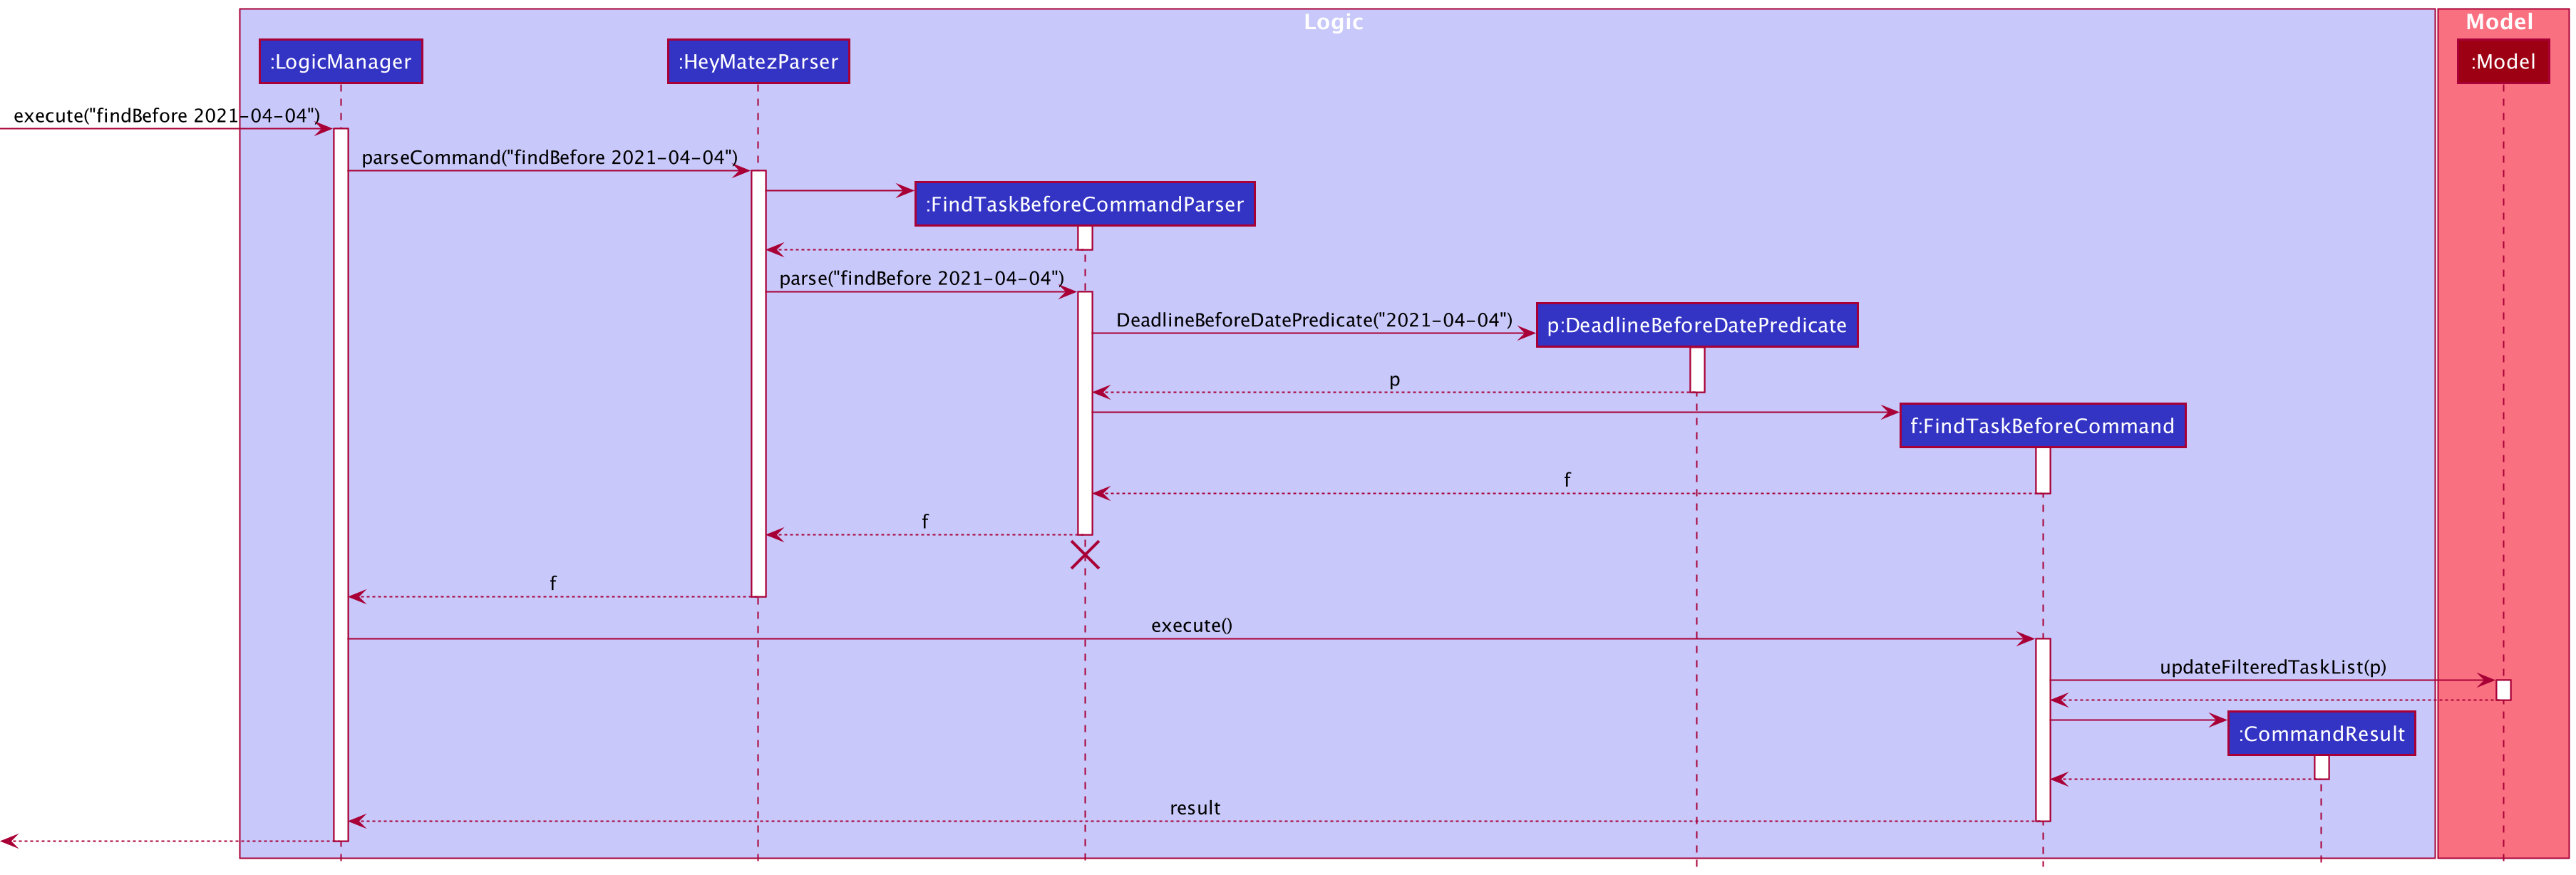 Logic
Model
:LogicManager
:HeyMatezParser
:Model
execute("findBefore 2021-04-04")
parseCommand("findBefore 2021-04-04")
:FindTaskBeforeCommandParser
parse("findBefore 2021-04-04")
DeadlineBeforeDatePredicate("2021-04-04")
p:DeadlineBeforeDatePredicate
p
f:FindTaskBeforeCommand
f
f
f
execute()
updateFilteredTaskList(p)
:CommandResult
result